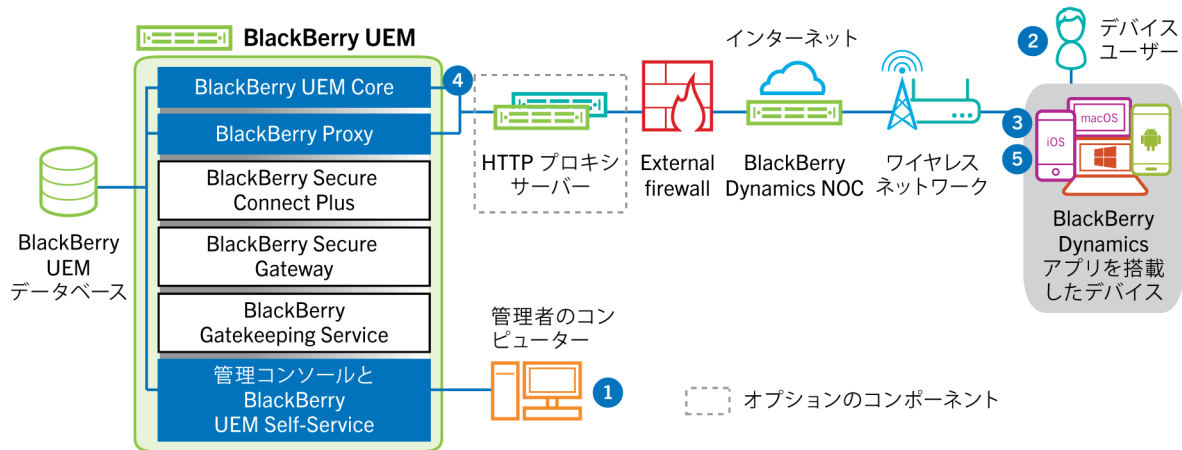 BlackBerry UEM
BlackBerry UEM Core
BlackBerry Proxy
BlackBerry Secure
Connect Plus
BlackBerry Secure
Gateway
BlackBerry
Gatekeeping Service
管理コンソールと
BlackBerry
UEM Self-Service
BlackBerry
UEM
データベース
4
HTTP プロキシ
サーバー
External
firewall
インターネット
BlackBerry
Dynamics NOC
ワイヤレス
ネットワーク
2
デバイス
ユーザー
3
5
iOS
macOS
BlackBerry
Dynamics
アプリを搭載
したデバイス
管理者のコン
ピューター
1
オプションのコンポーネント